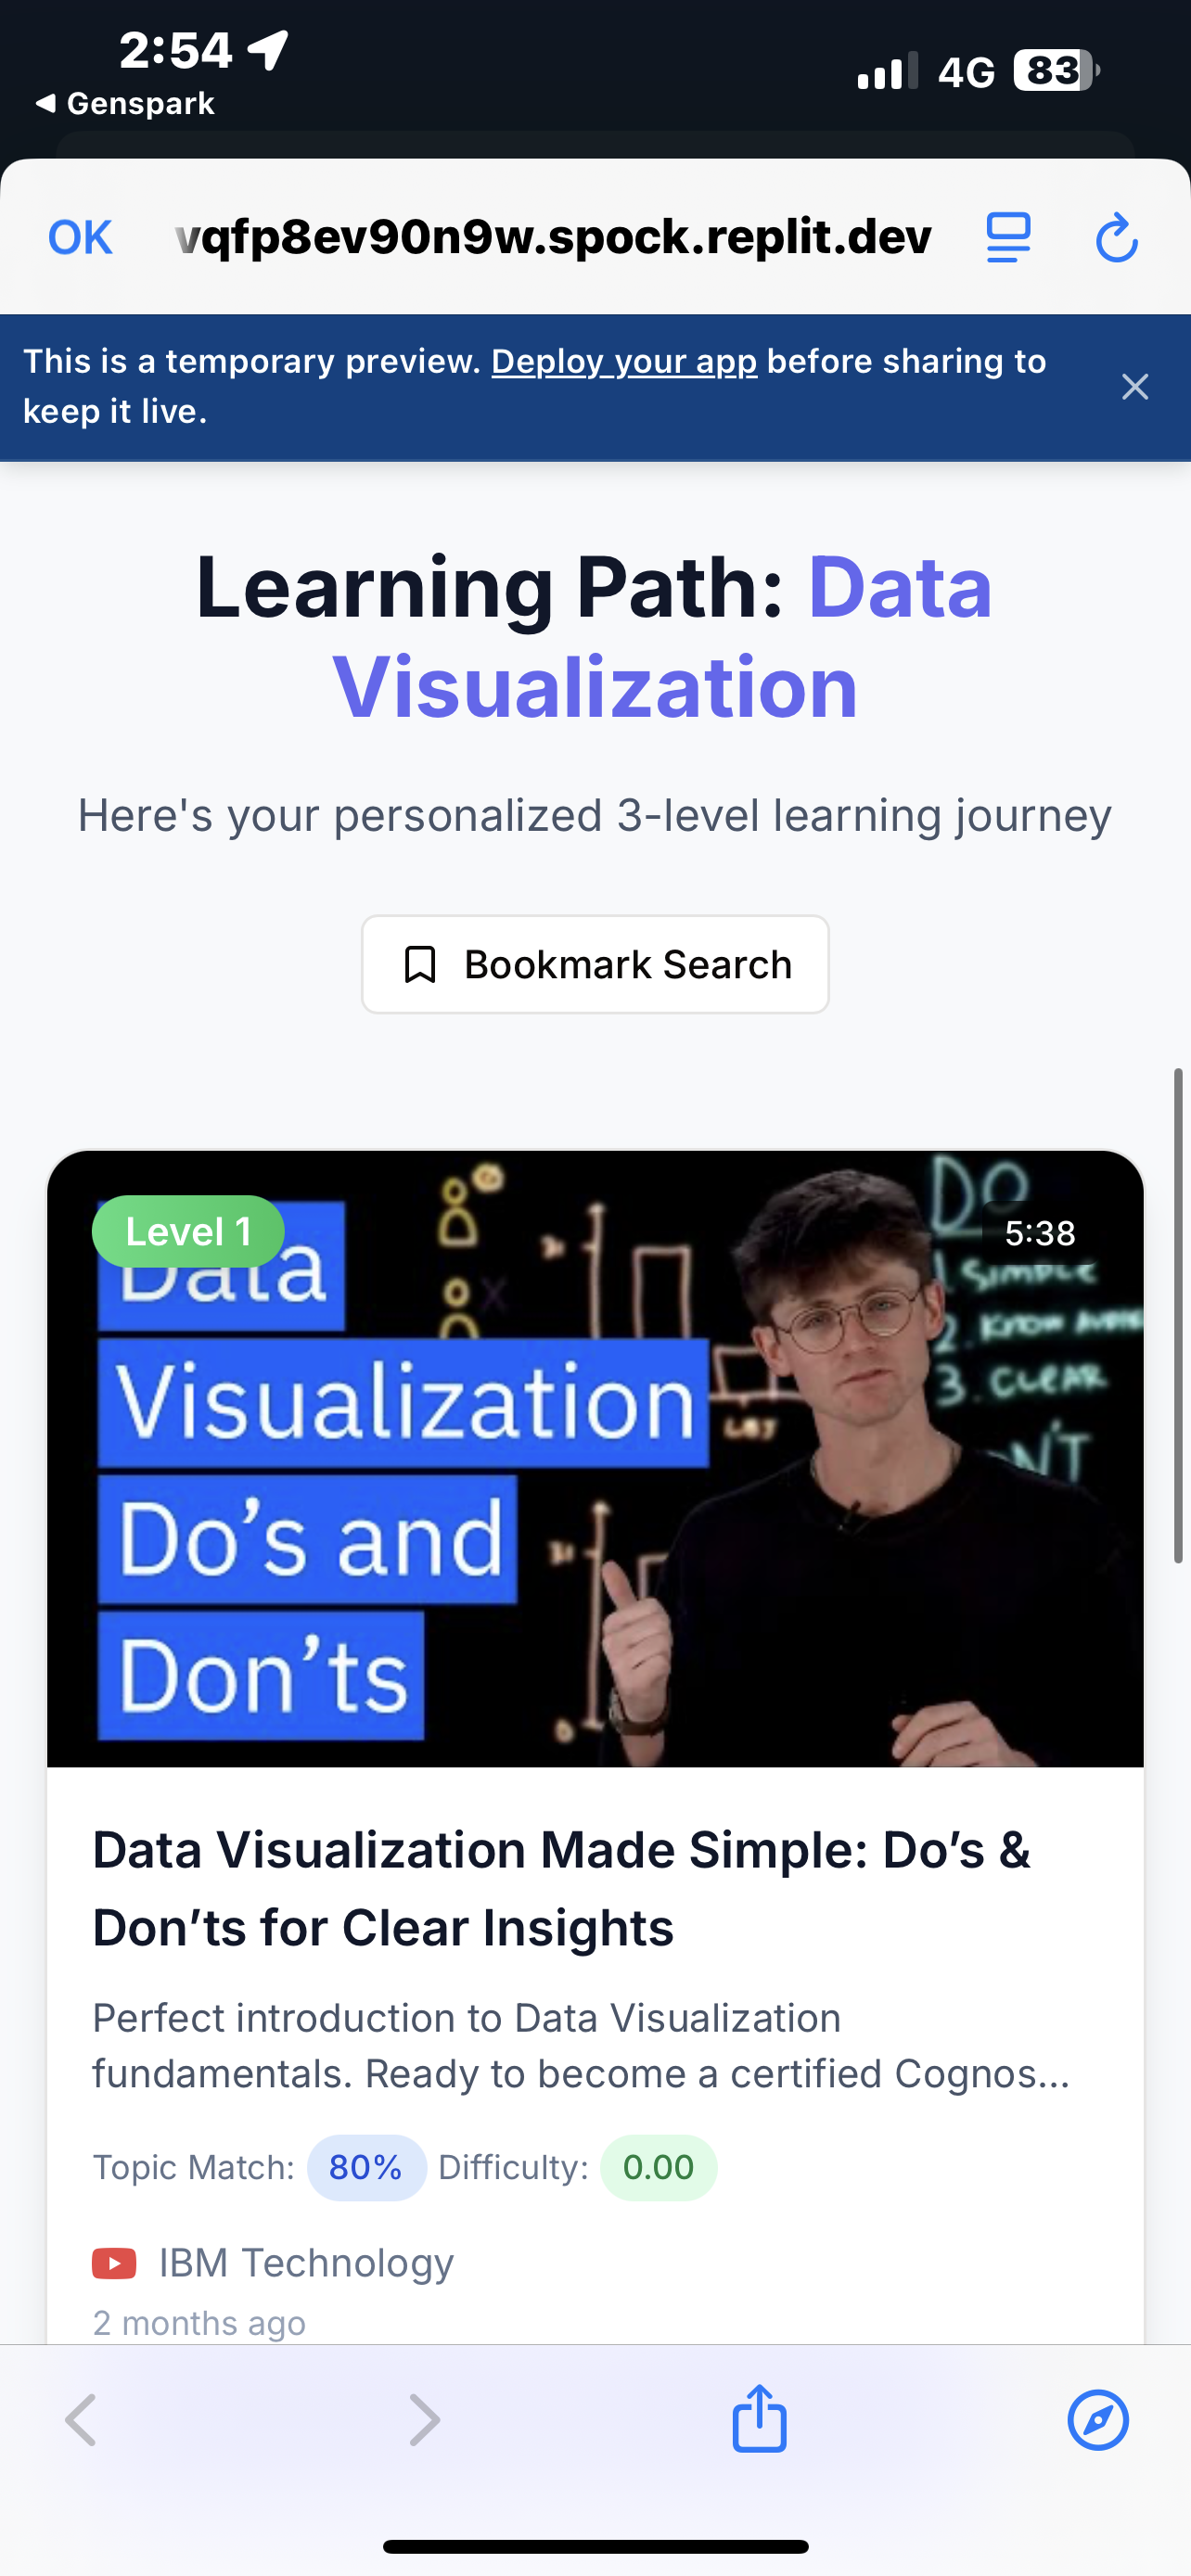 2:54
4G 83
Genspark
OK
vqfp8ev90n9w.spock.replit.dev
This is a temporary preview. Deploy your app before sharing to
keep it live.
Learning Path: Data
Visualization
Here's your personalized 3-level learning journey
Bookmark Search
Level 1
5:38
Data
Visualization
Do’s and
Don’ts
DO
1. SIMPLE
2. KNOW
3. CLEAR
N'T
Data Visualization Made Simple: Do’s &
Don’ts for Clear Insights
Perfect introduction to Data Visualization
fundamentals. Ready to become a certified Cognos...
Topic Match: 80% Difficulty: 0.00
IBM Technology
2 months ago